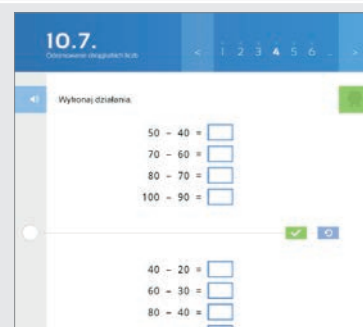 10.7.
Odejmowanie okrągłych liczb
< 1 2 3 4 5 6 ... >
Wykonaj działania.
50 - 40 =
70 - 60 =
80 - 70 =
100 - 90 =
40 - 20 =
60 - 30 =
80 - 40 =